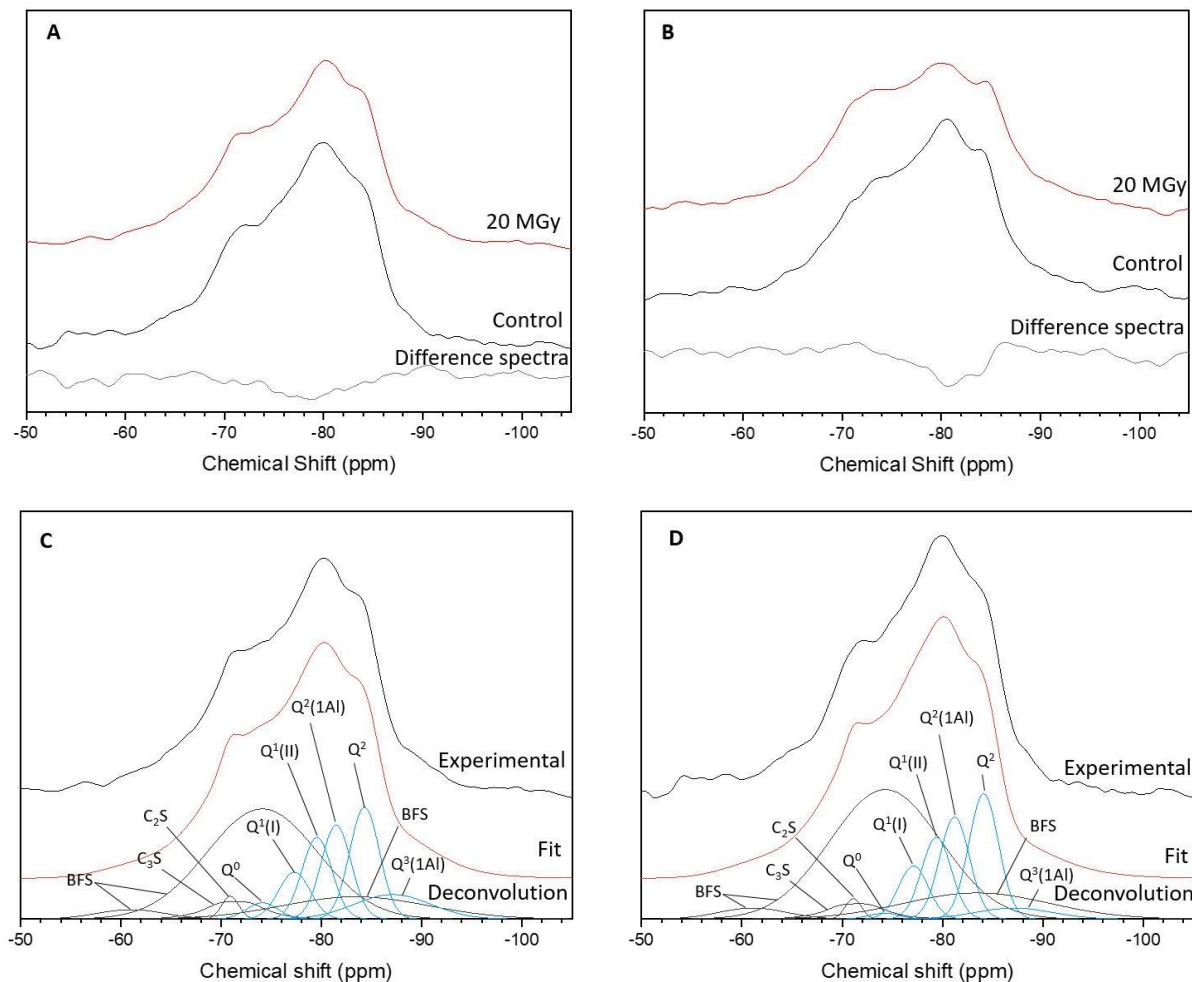 A
20 MGy
Control
Difference spectra
-50 -60 -70 -80 -90 -100
Chemical Shift (ppm)
B
20 MGy
Control
Difference spectra
-50 -60 -70 -80 -90 -100
Chemical Shift (ppm)
C
Q²(1Al)
Q¹(II)
Q²
Experimental
C₂S
Q¹(I)
BFS
C₃S
Q⁰
Fit
Q³(1Al)
BFS
Deconvolution
-50 -60 -70 -80 -90 -100
Chemical shift (ppm)
D
Q²(1Al)
Q¹(II)
Q²
Experimental
C₂S
Q¹(I)
BFS
C₃S
Q⁰
Fit
Q³(1Al)
BFS
Deconvolution
-50 -60 -70 -80 -90 -100
Chemical shift (ppm)